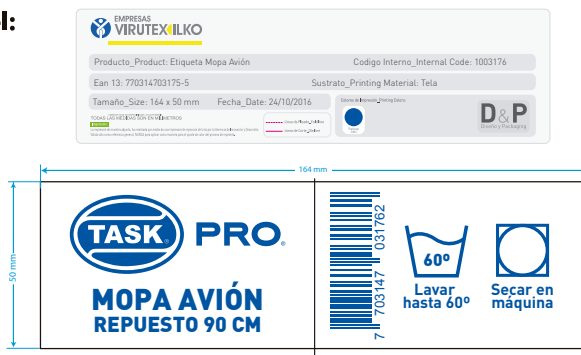 l:
EMPRESAS
VIRUTEX ILKO
Producto_Product: Etiqueta Mopa Avión
Codigo Interno_Internal Code: 1003176
Ean 13: 770314703175-5
Sustrato_Printing Material: Tela
Tamaño_Size: 164 x 50 mm
Fecha_Date: 24/10/2016
TODAS LAS MEDIDAS SON EN MILIMETROS
D&P
Diseño y Packaging
164 mm
50 mm
TASK®
PRO®
MOPA AVIÓN
REPUESTO 90 CM
7 703147 031762
60º
Lavar
hasta 60º
Secar en
máquina